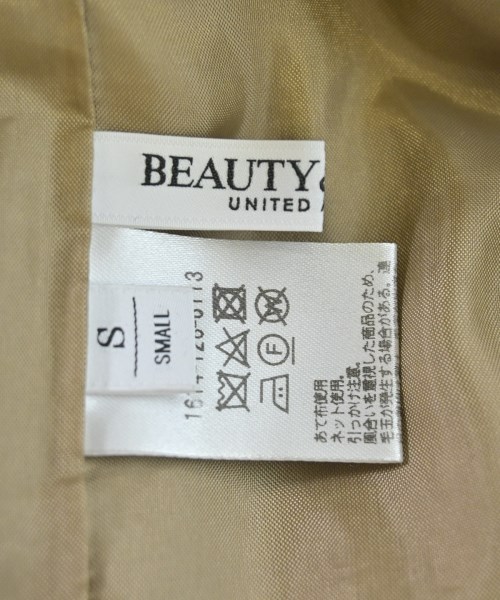 BEAUTY
UNITED
S
SMALL
あて布使用。
ネット使用。
引っかけ注意。
風合いを重視した商品のため、
毛玉が発生する場合がある。濃